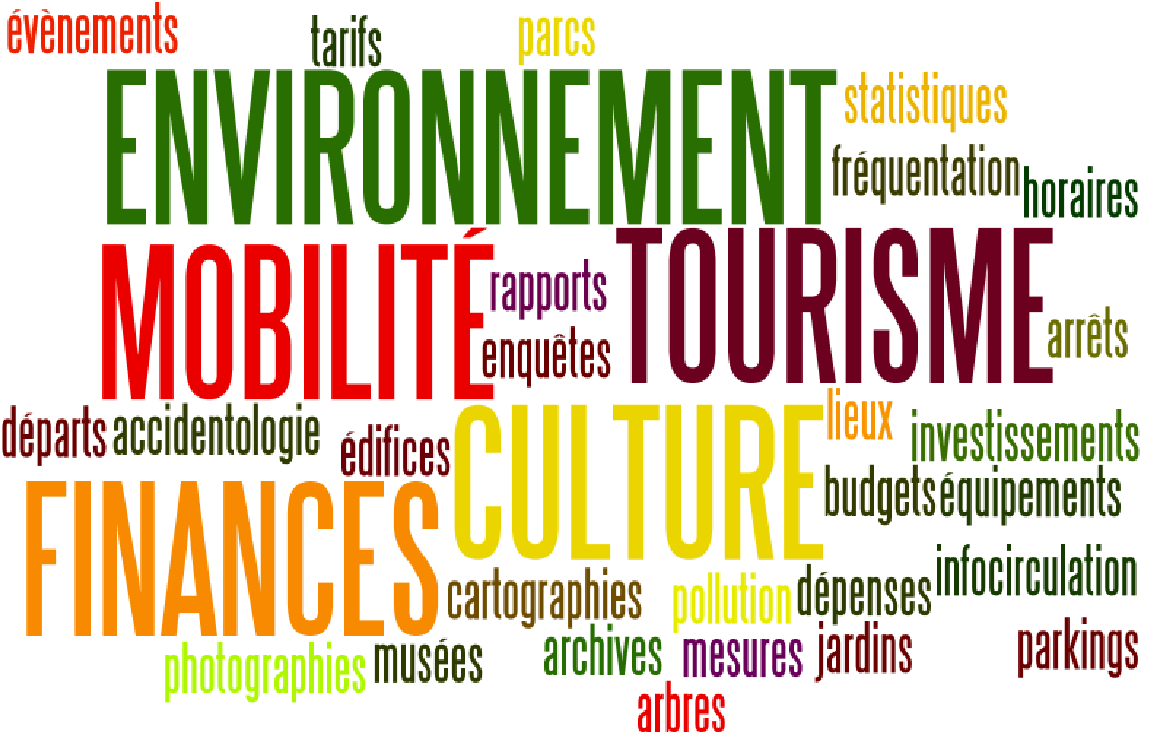 évènements
tarifs
parcs
ENVIRONNEMENT
statistiques
fréquentation
horaires
MOBILITÉ
rapports
TOURISME
enquêtes
arrêts
départs
accidentologie
édifices
CULTURE
lieux
investissements
FINANCES
budgets
équipements
cartographies
pollution
dépenses
infocirculation
photographies
musées
archives
mesures
jardins
parkings
arbres